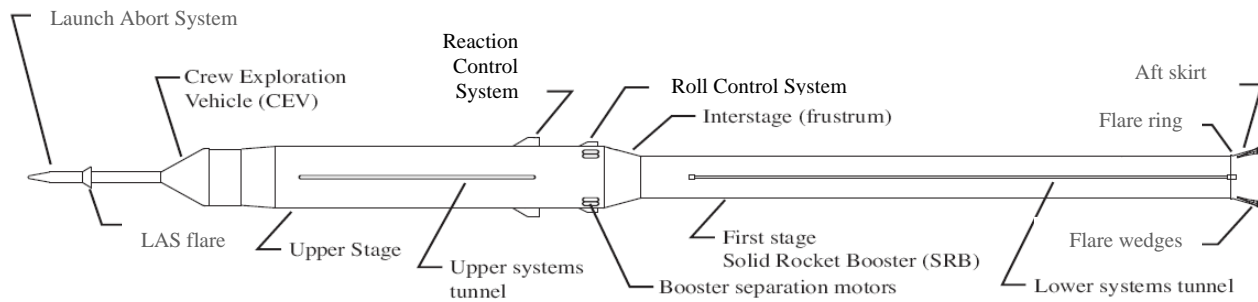 Launch Abort System
Crew Exploration
Vehicle (CEV)
Reaction
Control
System
Roll Control System
Interstage (frustrum)
Aft skirt
Flare ring
LAS flare
Upper Stage
Upper systems
tunnel
First stage
Solid Rocket Booster (SRB)
Booster separation motors
Flare wedges
Lower systems tunnel